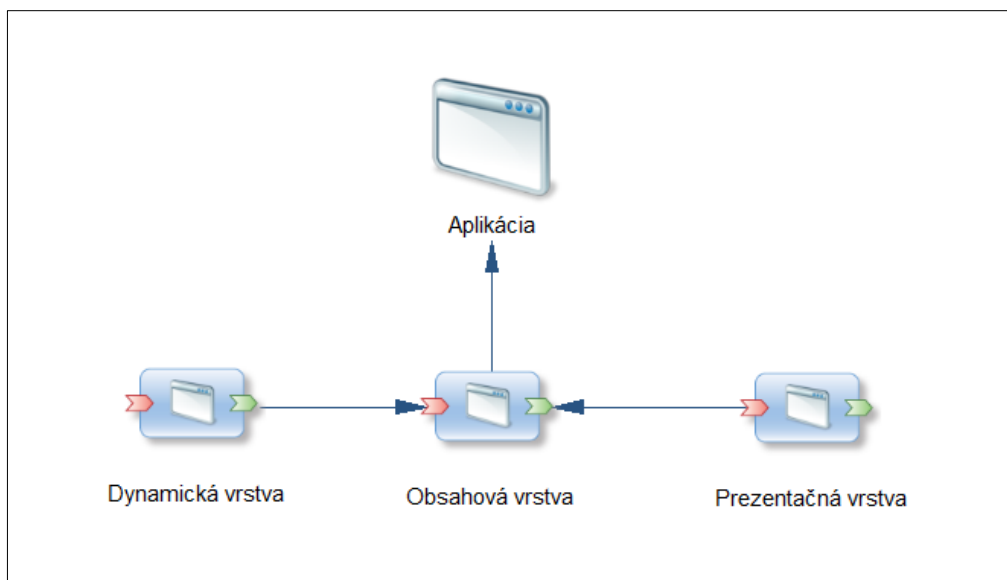 Aplikácia
Dynamická vrstva
Obsahová vrstva
Prezentačná vrstva